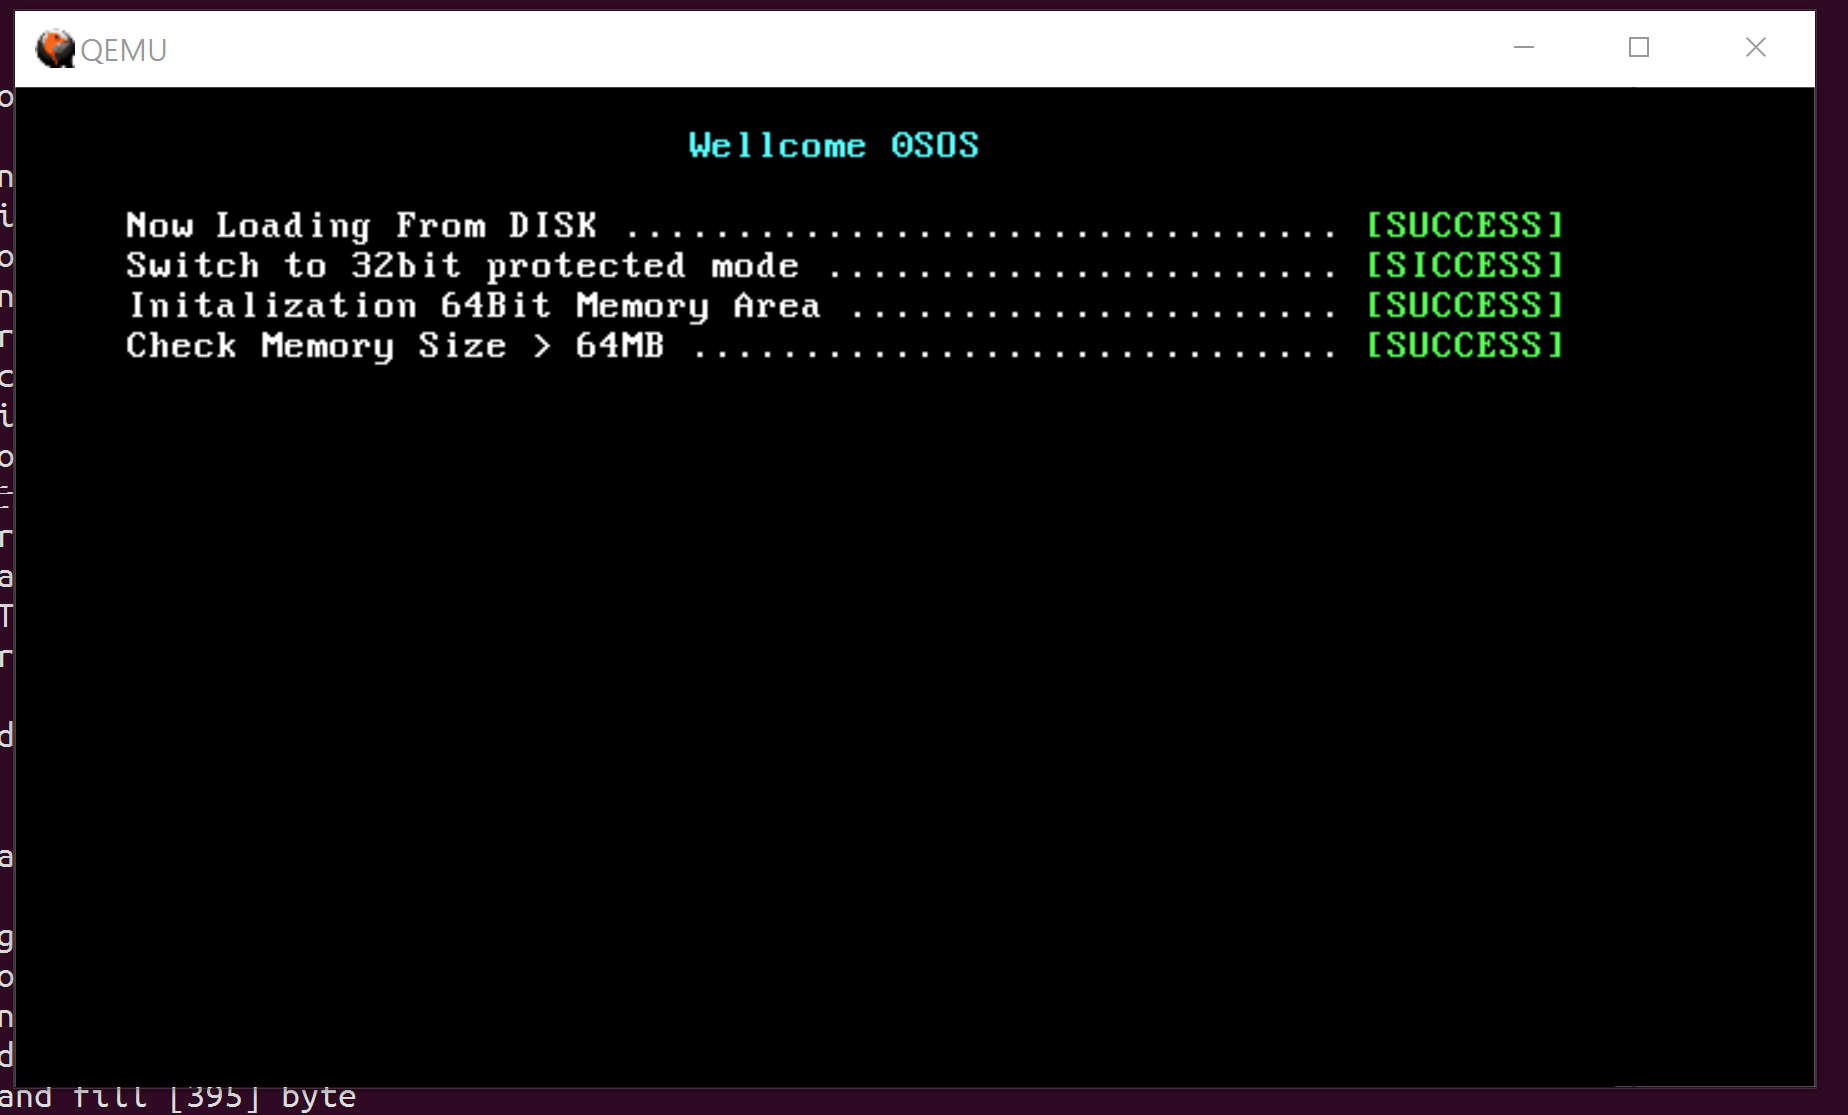 QEMU
Wellcome 0SOS
Now Loading From DISK ................................ [SUCCESS]
Switch to 32bit protected mode ....................... [SICCESS]
Initalization 64Bit Memory Area ...................... [SUCCESS]
Check Memory Size > 64MB ............................. [SUCCESS]
and fill [395] byte